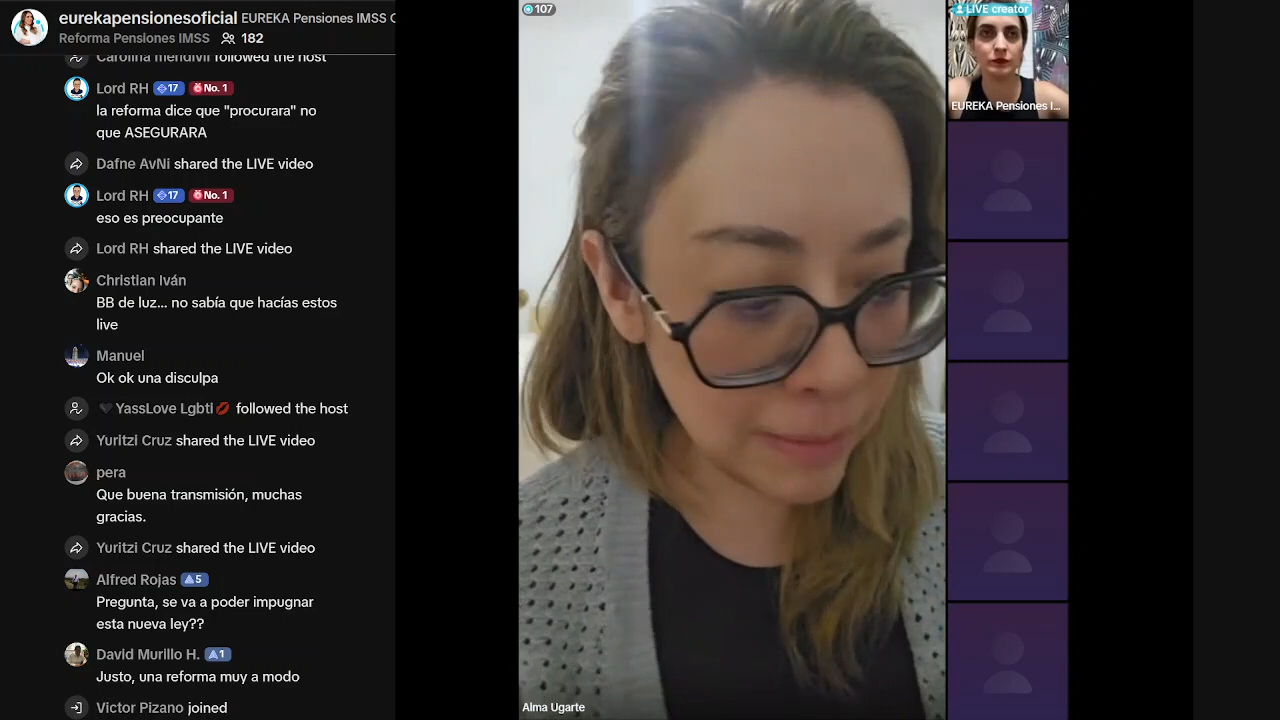 eurekapensionesoficial EUREKA Pensiones IMSS
Reforma Pensiones IMSS 182
Carolina mendivil followed the host
Lord RH 17 No. 1
la reforma dice que "procurara" no
que ASEGURARA
Dafne AvNi shared the LIVE video
Lord RH 17 No. 1
eso es preocupante
Lord RH shared the LIVE video
Christian Iván
BB de luz... no sabía que hacías estos
live
Manuel
Ok ok una disculpa
YassLove Lgbti followed the host
Yuritzi Cruz shared the LIVE video
pera
Que buena transmisión, muchas
gracias.
Yuritzi Cruz shared the LIVE video
Alfred Rojas 5
Pregunta, se va a poder impugnar
esta nueva ley??
David Murillo H. 1
Justo, una reforma muy a modo
Victor Pizano joined
107
Alma Ugarte
LIVE creator
EUREKA Pensiones I...